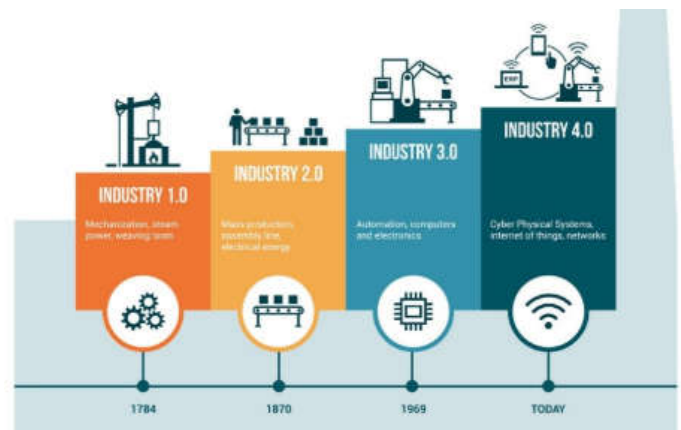 ERP
INDUSTRY 1.0
Mechanization, steam
power, weaving loom
INDUSTRY 2.0
Mass production,
assembly line,
electrical energy
INDUSTRY 3.0
Automation, computers
and electronics
INDUSTRY 4.0
Cyber Physical Systems,
internet of things, networks
1784
1870
1969
TODAY